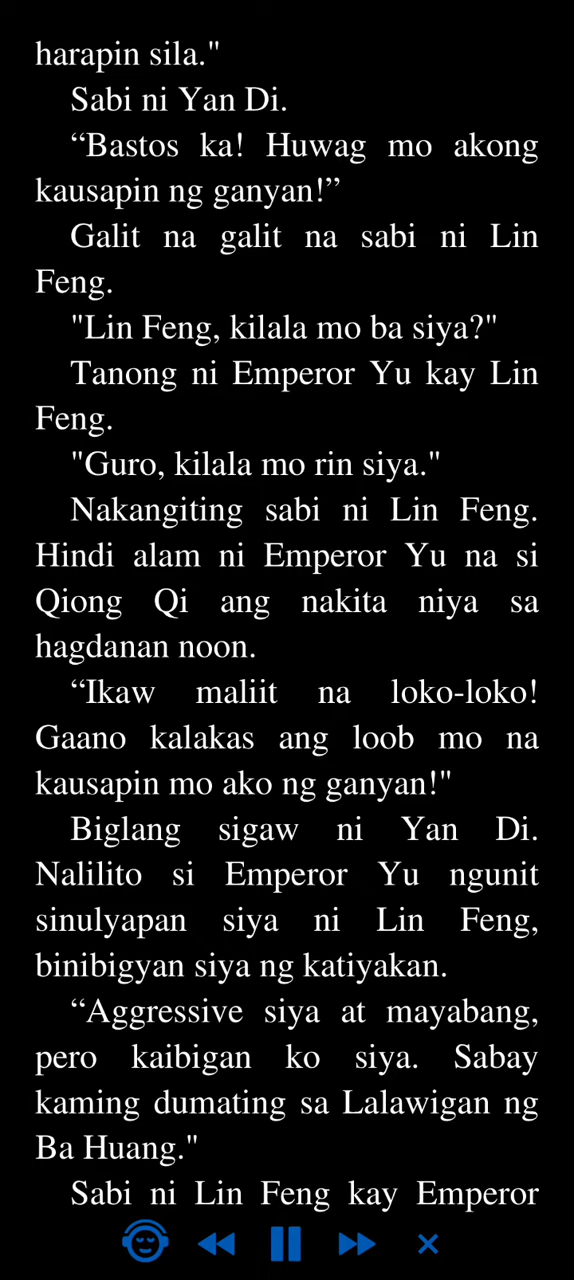 harapin sila."
Sabi ni Yan Di.
“Bastos ka! Huwag mo akong
kausapin ng ganyan!”
Galit na galit na sabi ni Lin
Feng.
"Lin Feng, kilala mo ba siya?"
Tanong ni Emperor Yu kay Lin
Feng.
"Guro, kilala mo rin siya."
Nakangiting sabi ni Lin Feng.
Hindi alam ni Emperor Yu na si
Qiong Qi ang nakita niya sa
hagdanan noon.
“Ikaw maliit na loko-loko!
Gaano kalakas ang loob mo na
kausapin mo ako ng ganyan!"
Biglang sigaw ni Yan Di.
Nalilito si Emperor Yu ngunit
sinulyapan siya ni Lin Feng,
binibigyan siya ng katiyakan.
“Aggressive siya at mayabang,
pero kaibigan ko siya. Sabay
kaming dumating sa Lalawigan ng
Ba Huang."
Sabi ni Lin Feng kay Emperor